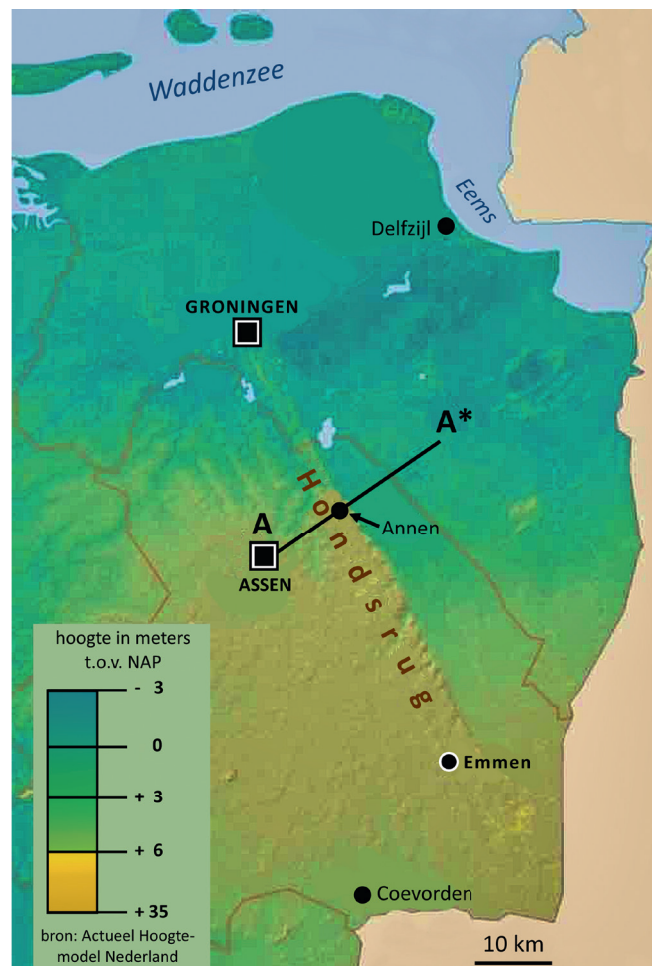 Waddenzee
Eems
Delfzijl
GRONINGEN
A*
Hondsrug
Annen
A
ASSEN
hoogte in meters
t.o.v. NAP
- 3
0
+ 3
+ 6
+ 35
bron: Actueel Hoogte-
model Nederland
Emmen
Coevorden
10 km